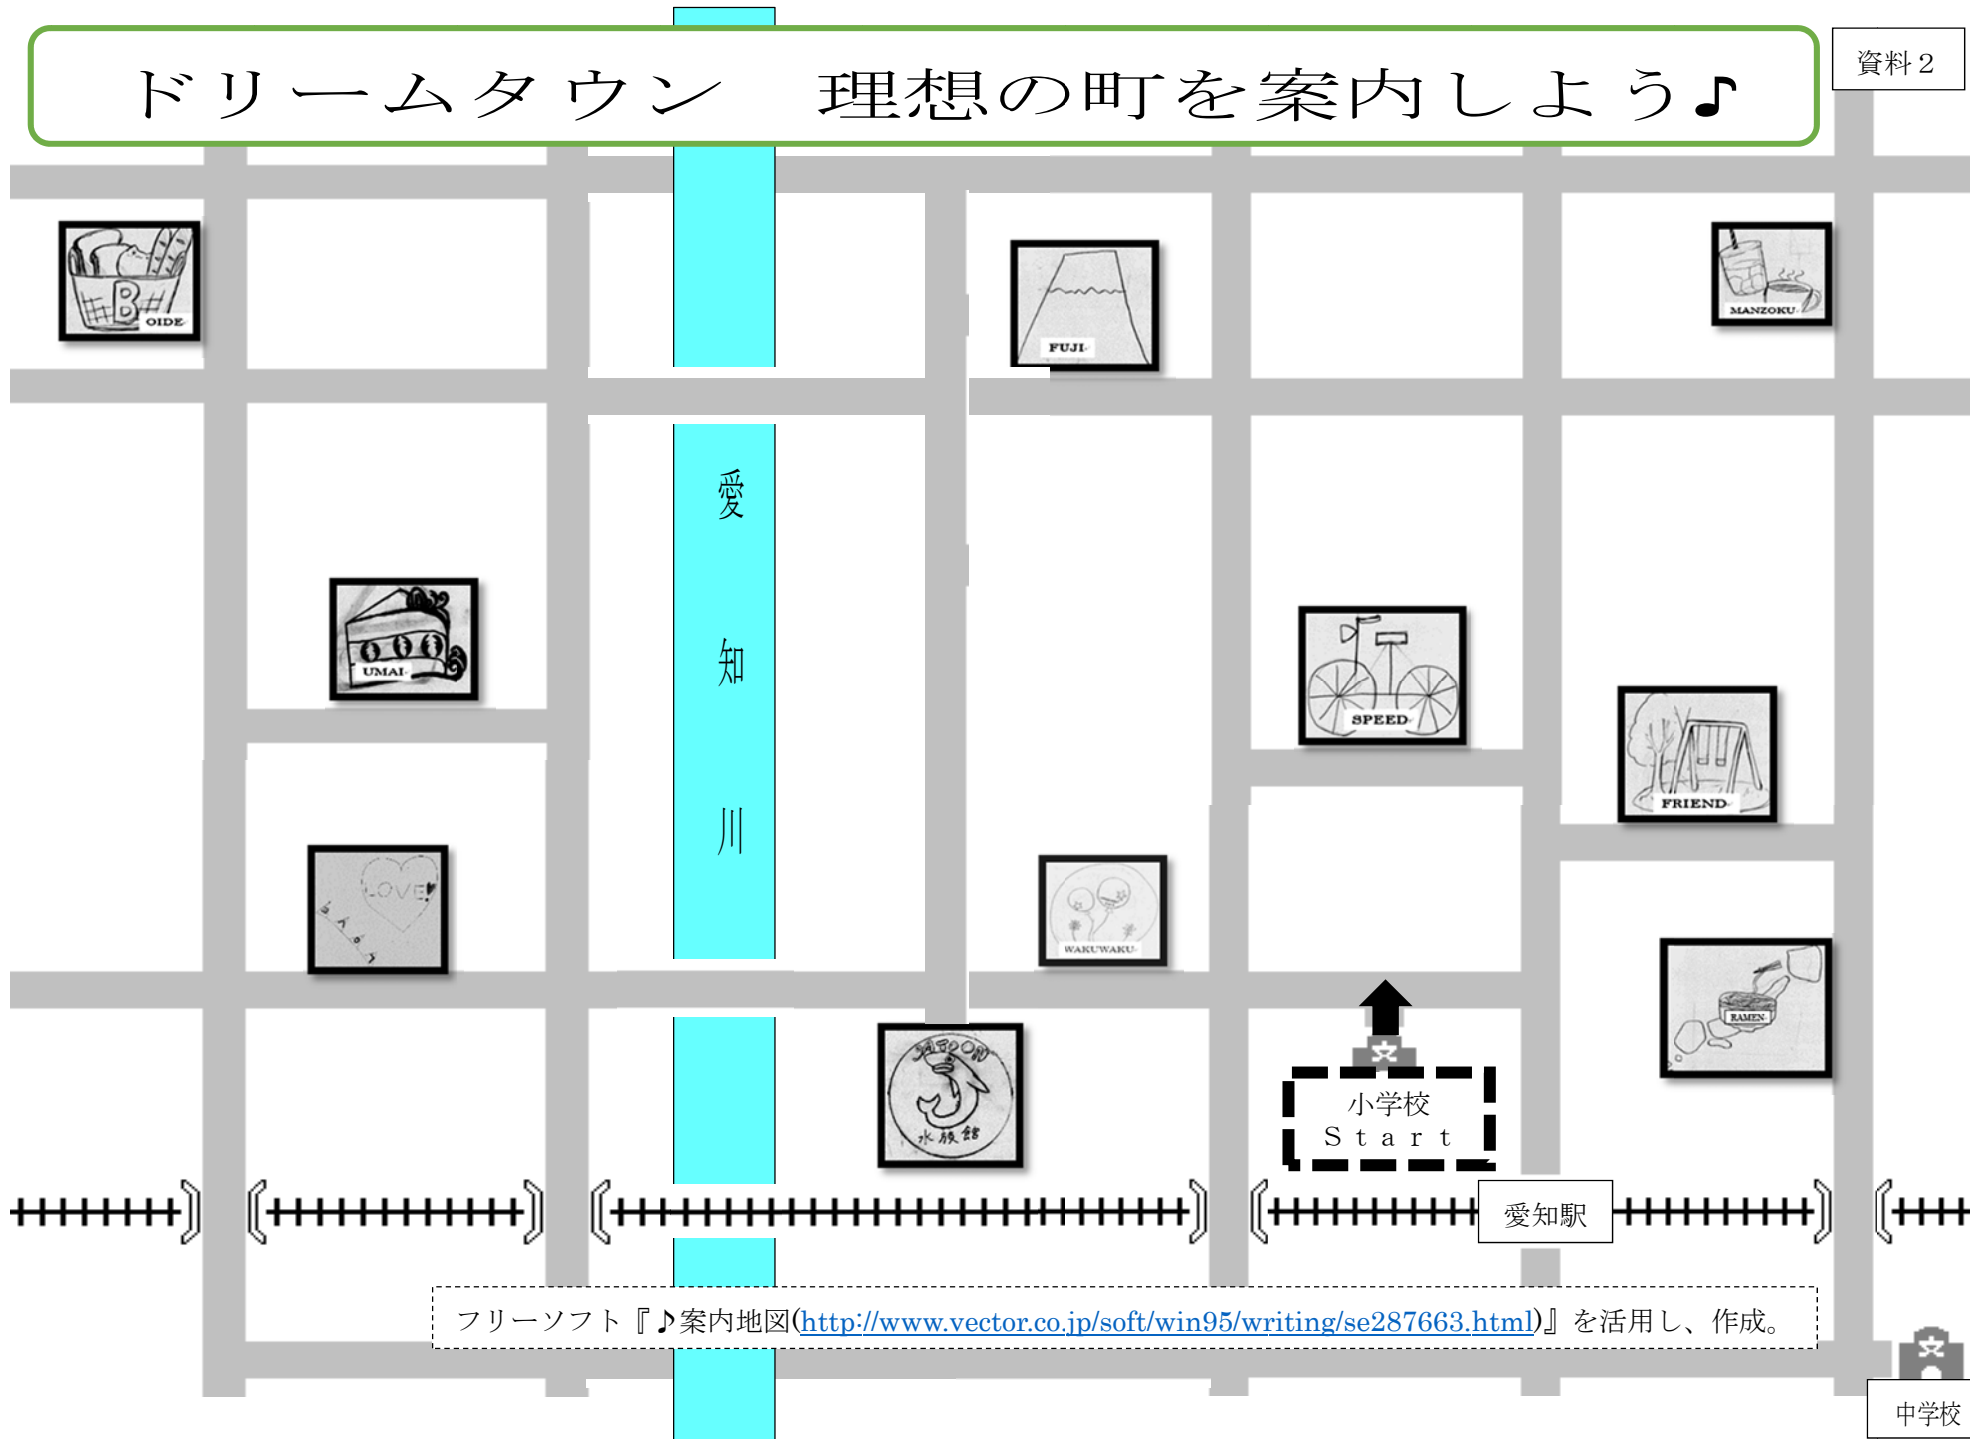 資料２
ドリームタウン　理想の町を案内しよう♪
OIDE
B
FUJI
MANZOKU
愛知川
UMAI
SPEED
FRIEND
LOVE!
WAKUWAKU
RAMEN
水族館
文
小学校
Ｓｔａｒｔ
愛知駅
フリーソフト『♪案内地図(http://www.vector.co.jp/soft/win95/writing/se287663.html)』を活用し、作成。
文
中学校